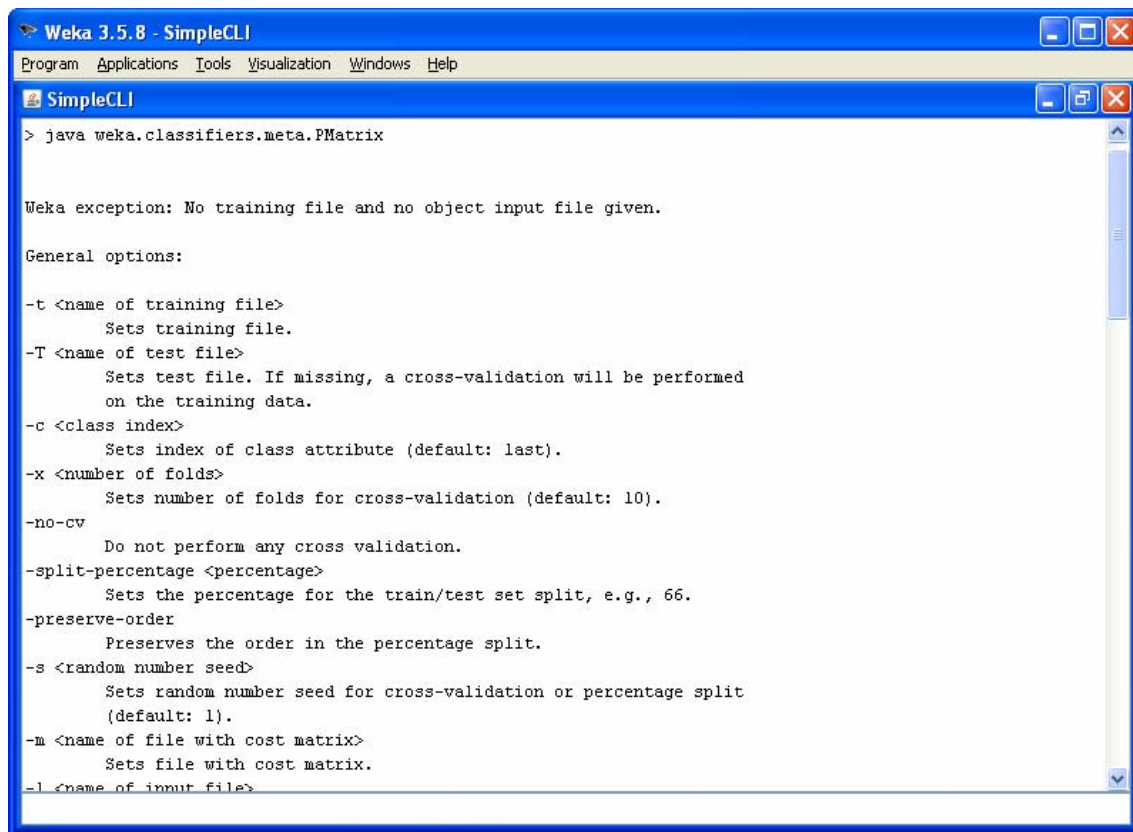 Weka 3.5.8 - SimpleCLI
Program Applications Tools Visualization Windows Help
SimpleCLI
> java weka.classifiers.meta.PMatrix
Weka exception: No training file and no object input file given.
General options:
-t <name of training file>
Sets training file.
-T <name of test file>
Sets test file. If missing, a cross-validation will be performed
on the training data.
-c <class index>
Sets index of class attribute (default: last).
-x <number of folds>
Sets number of folds for cross-validation (default: 10).
-no-cv
Do not perform any cross validation.
-split-percentage <percentage>
Sets the percentage for the train/test set split, e.g., 66.
-preserve-order
Preserves the order in the percentage split.
-s <random number seed>
Sets random number seed for cross-validation or percentage split
(default: 1).
-m <name of file with cost matrix>
Sets file with cost matrix.
-l <name of input file>